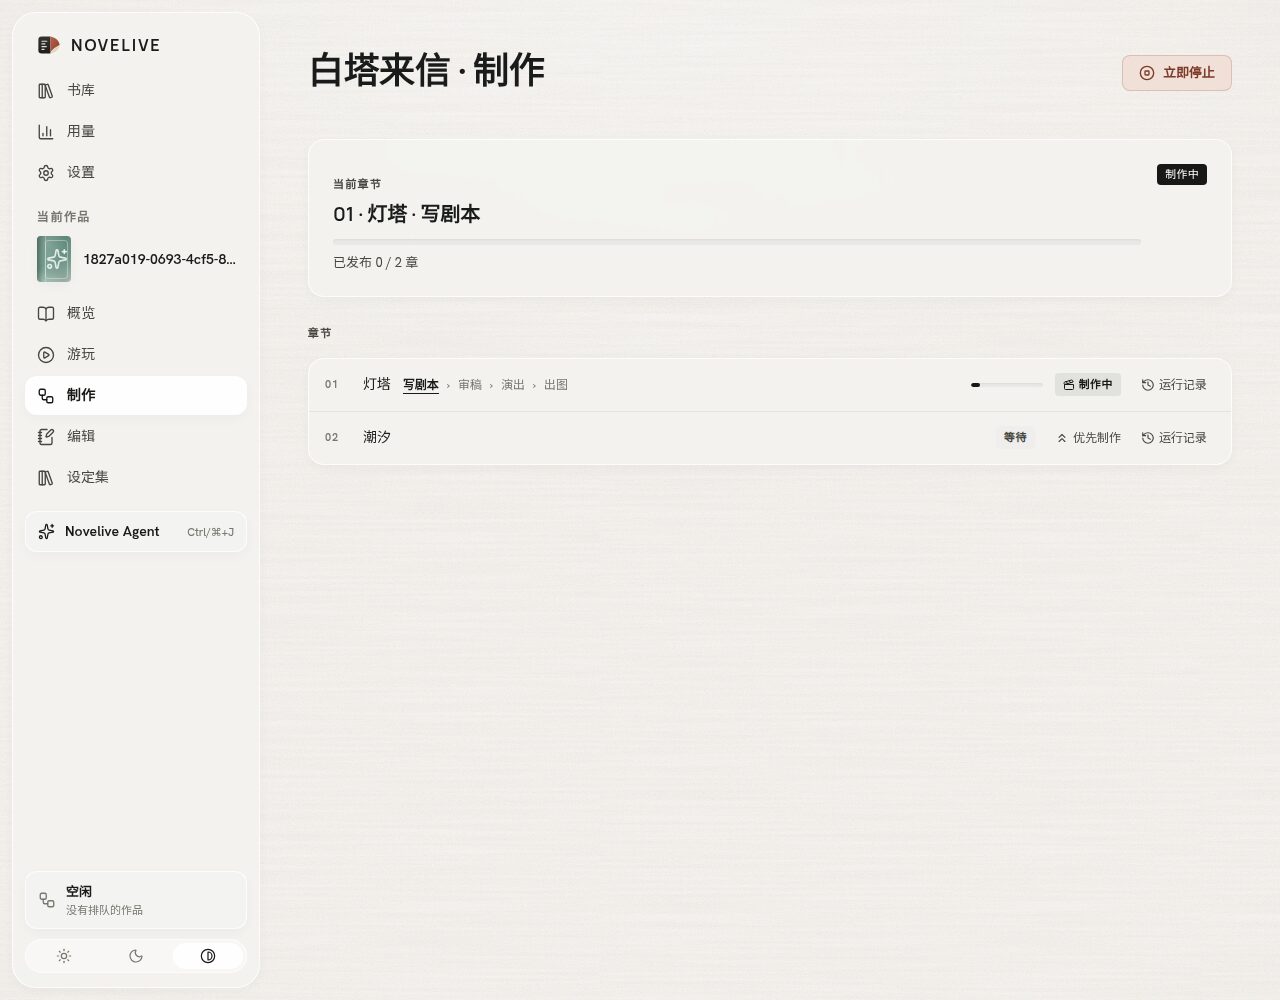 NOVELIVE
书库
用量
设置
当前作品
1827a019-0693-4cf5-8...
概览
游玩
制作
编辑
设定集
Novelive Agent Ctrl/⌘+J
空闲
没有排队的作品
白塔来信 · 制作
立即停止
当前章节
制作中
01 · 灯塔 · 写剧本
已发布 0 / 2 章
章节
01 灯塔 写剧本 › 审稿 › 演出 › 出图 制作中 运行记录
02 潮汐 等待 优先制作 运行记录